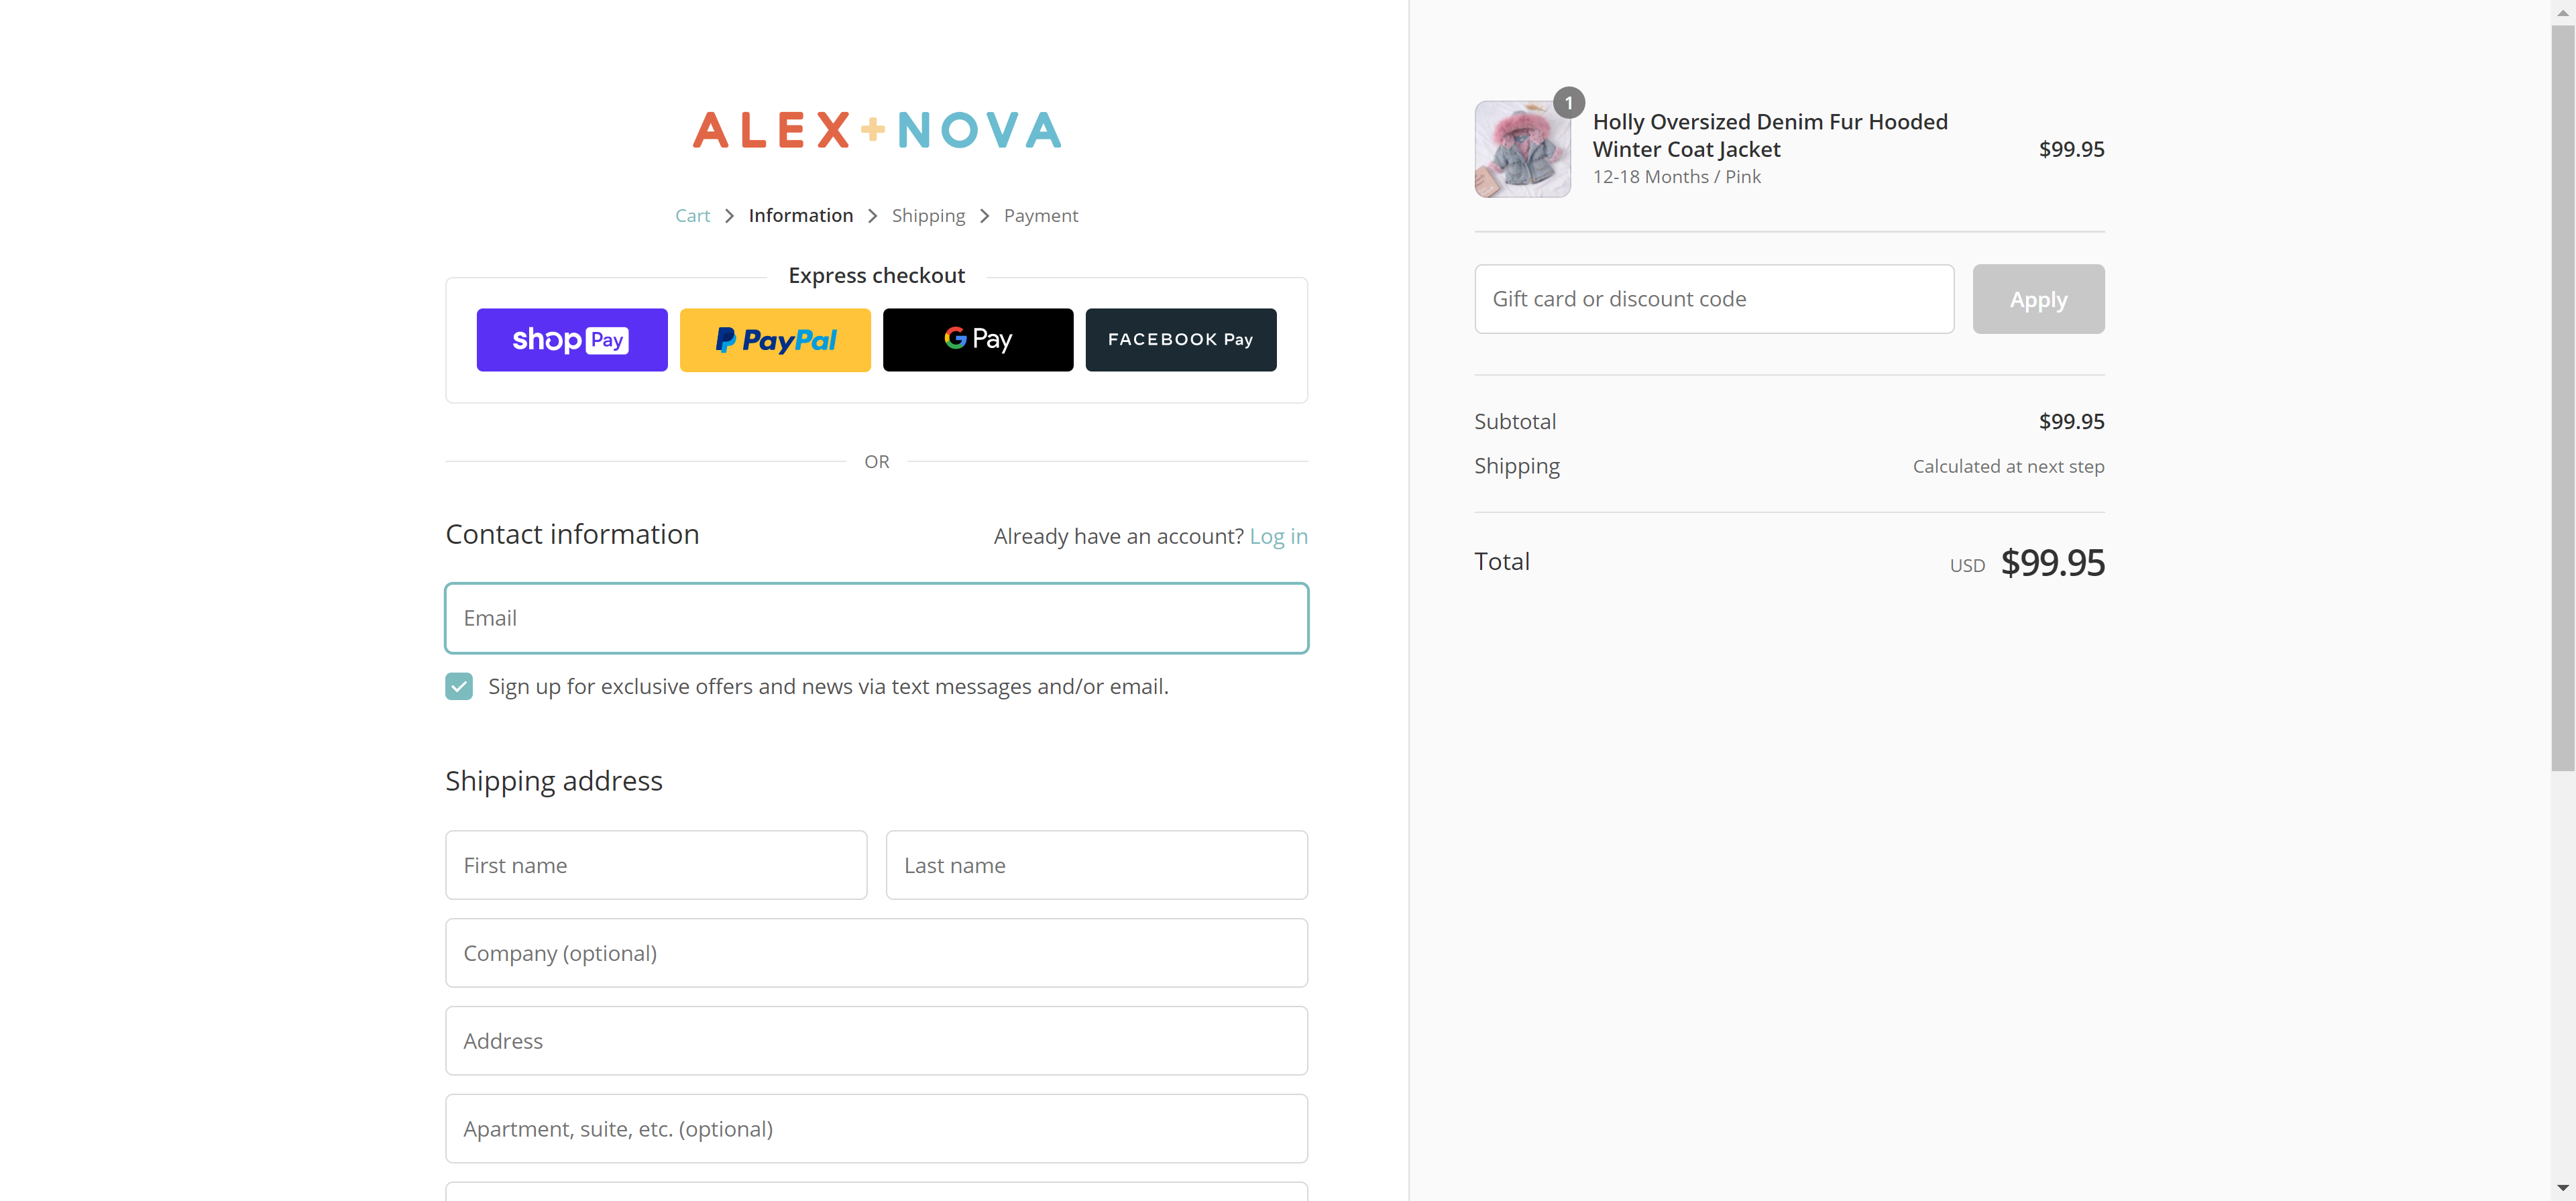 ALEX+NOVA
Cart > Information > Shipping > Payment
Express checkout
shop Pay
PayPal
G Pay
FACEBOOK Pay
OR
Contact information
Already have an account? Log in
Email
Sign up for exclusive offers and news via text messages and/or email.
Shipping address
First name
Last name
Company (optional)
Address
Apartment, suite, etc. (optional)
1
Holly Oversized Denim Fur Hooded
Winter Coat Jacket
12-18 Months / Pink
$99.95
Gift card or discount code
Apply
Subtotal
$99.95
Shipping
Calculated at next step
Total
USD $99.95